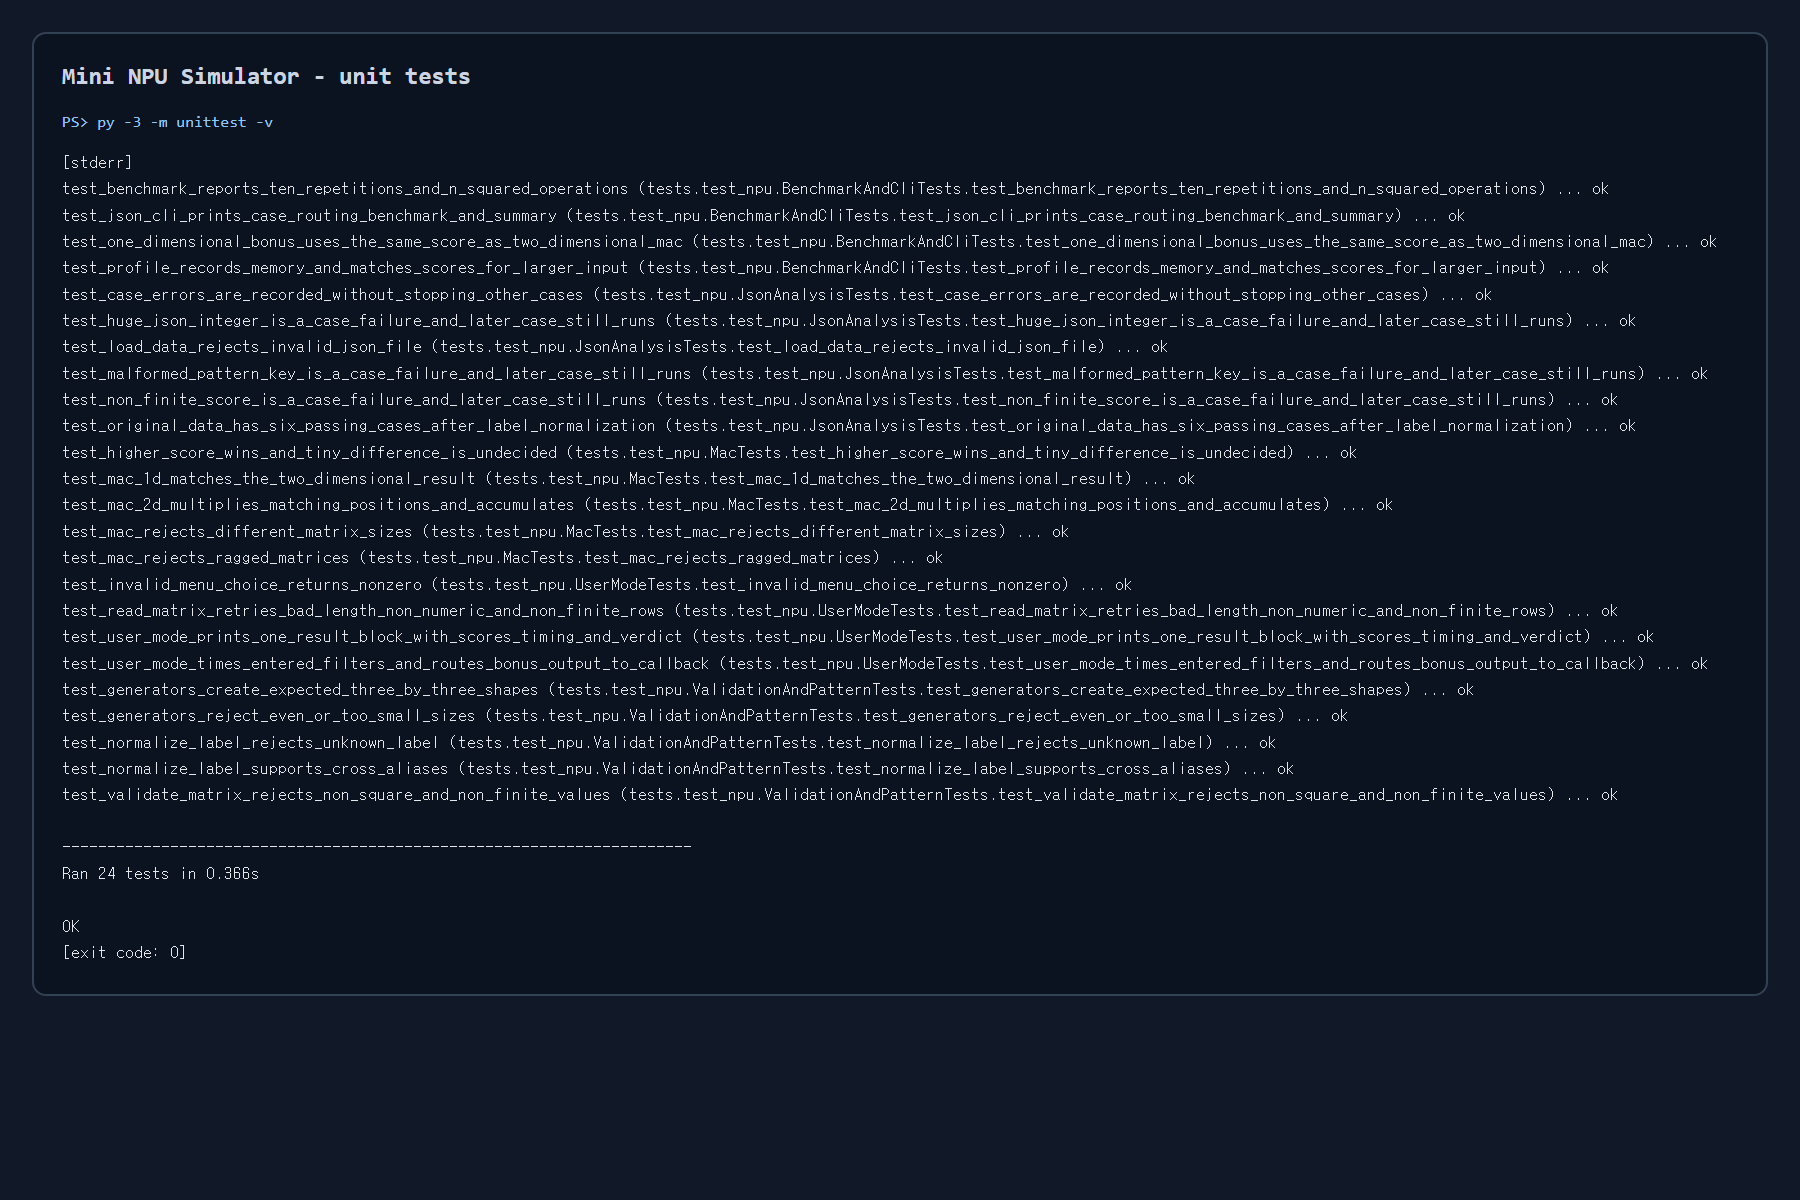 Mini NPU Simulator - unit tests
PS> py -3 -m unittest -v
[stderr]
test_benchmark_reports_ten_repetitions_and_n_squared_operations (tests.test_npu.BenchmarkAndCliTests.test_benchmark_reports_ten_repetitions_and_n_squared_operations) ... ok
test_json_cli_prints_case_routing_benchmark_and_summary (tests.test_npu.BenchmarkAndCliTests.test_json_cli_prints_case_routing_benchmark_and_summary) ... ok
test_one_dimensional_bonus_uses_the_same_score_as_two_dimensional_mac (tests.test_npu.BenchmarkAndCliTests.test_one_dimensional_bonus_uses_the_same_score_as_two_dimensional_mac) ... ok
test_profile_records_memory_and_matches_scores_for_larger_input (tests.test_npu.BenchmarkAndCliTests.test_profile_records_memory_and_matches_scores_for_larger_input) ... ok
test_case_errors_are_recorded_without_stopping_other_cases (tests.test_npu.JsonAnalysisTests.test_case_errors_are_recorded_without_stopping_other_cases) ... ok
test_huge_json_integer_is_a_case_failure_and_later_case_still_runs (tests.test_npu.JsonAnalysisTests.test_huge_json_integer_is_a_case_failure_and_later_case_still_runs) ... ok
test_load_data_rejects_invalid_json_file (tests.test_npu.JsonAnalysisTests.test_load_data_rejects_invalid_json_file) ... ok
test_malformed_pattern_key_is_a_case_failure_and_later_case_still_runs (tests.test_npu.JsonAnalysisTests.test_malformed_pattern_key_is_a_case_failure_and_later_case_still_runs) ... ok
test_non_finite_score_is_a_case_failure_and_later_case_still_runs (tests.test_npu.JsonAnalysisTests.test_non_finite_score_is_a_case_failure_and_later_case_still_runs) ... ok
test_original_data_has_six_passing_cases_after_label_normalization (tests.test_npu.JsonAnalysisTests.test_original_data_has_six_passing_cases_after_label_normalization) ... ok
test_higher_score_wins_and_tiny_difference_is_undecided (tests.test_npu.MacTests.test_higher_score_wins_and_tiny_difference_is_undecided) ... ok
test_mac_1d_matches_the_two_dimensional_result (tests.test_npu.MacTests.test_mac_1d_matches_the_two_dimensional_result) ... ok
test_mac_2d_multiplies_matching_positions_and_accumulates (tests.test_npu.MacTests.test_mac_2d_multiplies_matching_positions_and_accumulates) ... ok
test_mac_rejects_different_matrix_sizes (tests.test_npu.MacTests.test_mac_rejects_different_matrix_sizes) ... ok
test_mac_rejects_ragged_matrices (tests.test_npu.MacTests.test_mac_rejects_ragged_matrices) ... ok
test_invalid_menu_choice_returns_nonzero (tests.test_npu.UserModeTests.test_invalid_menu_choice_returns_nonzero) ... ok
test_read_matrix_retries_bad_length_non_numeric_and_non_finite_rows (tests.test_npu.UserModeTests.test_read_matrix_retries_bad_length_non_numeric_and_non_finite_rows) ... ok
test_user_mode_prints_one_result_block_with_scores_timing_and_verdict (tests.test_npu.UserModeTests.test_user_mode_prints_one_result_block_with_scores_timing_and_verdict) ... ok
test_user_mode_times_entered_filters_and_routes_bonus_output_to_callback (tests.test_npu.UserModeTests.test_user_mode_times_entered_filters_and_routes_bonus_output_to_callback) ... ok
test_generators_create_expected_three_by_three_shapes (tests.test_npu.ValidationAndPatternTests.test_generators_create_expected_three_by_three_shapes) ... ok
test_generators_reject_even_or_too_small_sizes (tests.test_npu.ValidationAndPatternTests.test_generators_reject_even_or_too_small_sizes) ... ok
test_normalize_label_rejects_unknown_label (tests.test_npu.ValidationAndPatternTests.test_normalize_label_rejects_unknown_label) ... ok
test_normalize_label_supports_cross_aliases (tests.test_npu.ValidationAndPatternTests.test_normalize_label_supports_cross_aliases) ... ok
test_validate_matrix_rejects_non_square_and_non_finite_values (tests.test_npu.ValidationAndPatternTests.test_validate_matrix_rejects_non_square_and_non_finite_values) ... ok
----------------------------------------------------------------------
Ran 24 tests in 0.366s
OK
[exit code: 0]